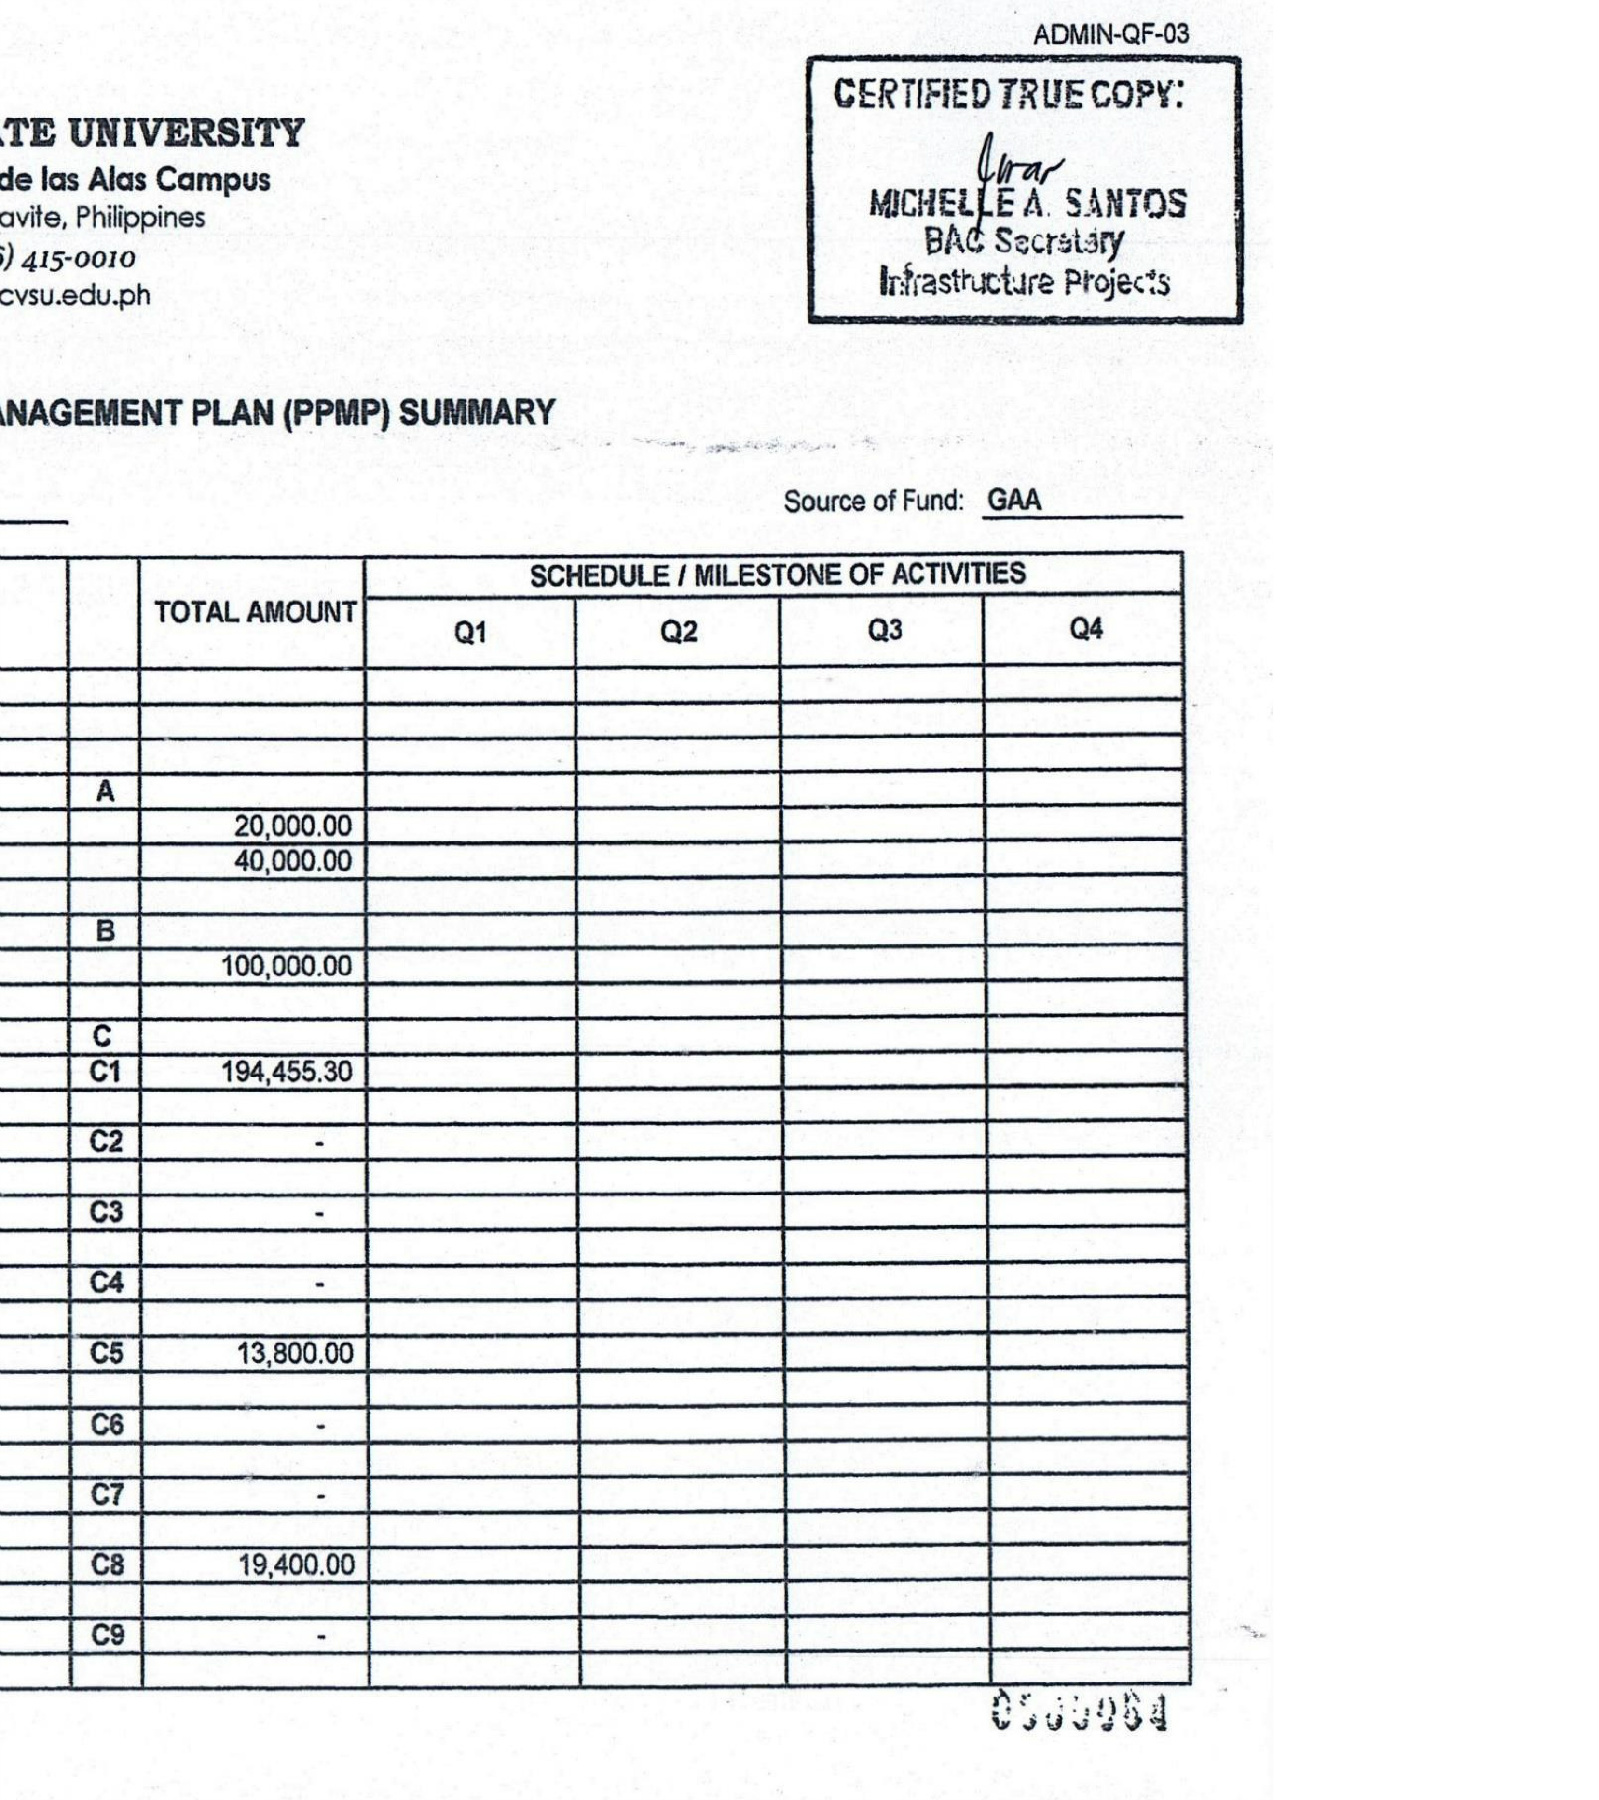 ADMIN-QF-03
CERTIFIED TRUE COPY:
MICHELLE A. SANTOS
BAC Secretary
Infrastructure Projects
ATE UNIVERSITY
de las Alas Campus
avite, Philippines
6) 415-0010
cvsu.edu.ph
ANAGEMENT PLAN (PPMP) SUMMARY
Source of Fund: GAA
TOTAL AMOUNT
SCHEDULE / MILESTONE OF ACTIVITIES
Q1 Q2 Q3 Q4
A
20,000.00
40,000.00
B
100,000.00
C
C1 194,455.30
C2 -
C3 -
C4 -
C5 13,800.00
C6 -
C7 -
C8 19,400.00
C9 -